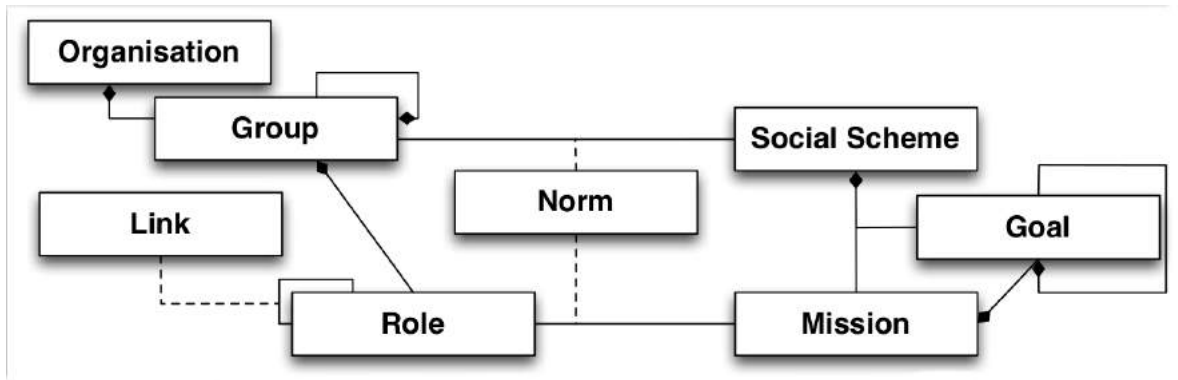 Organisation
Group
Social Scheme
Norm
Link
Goal
Role
Mission